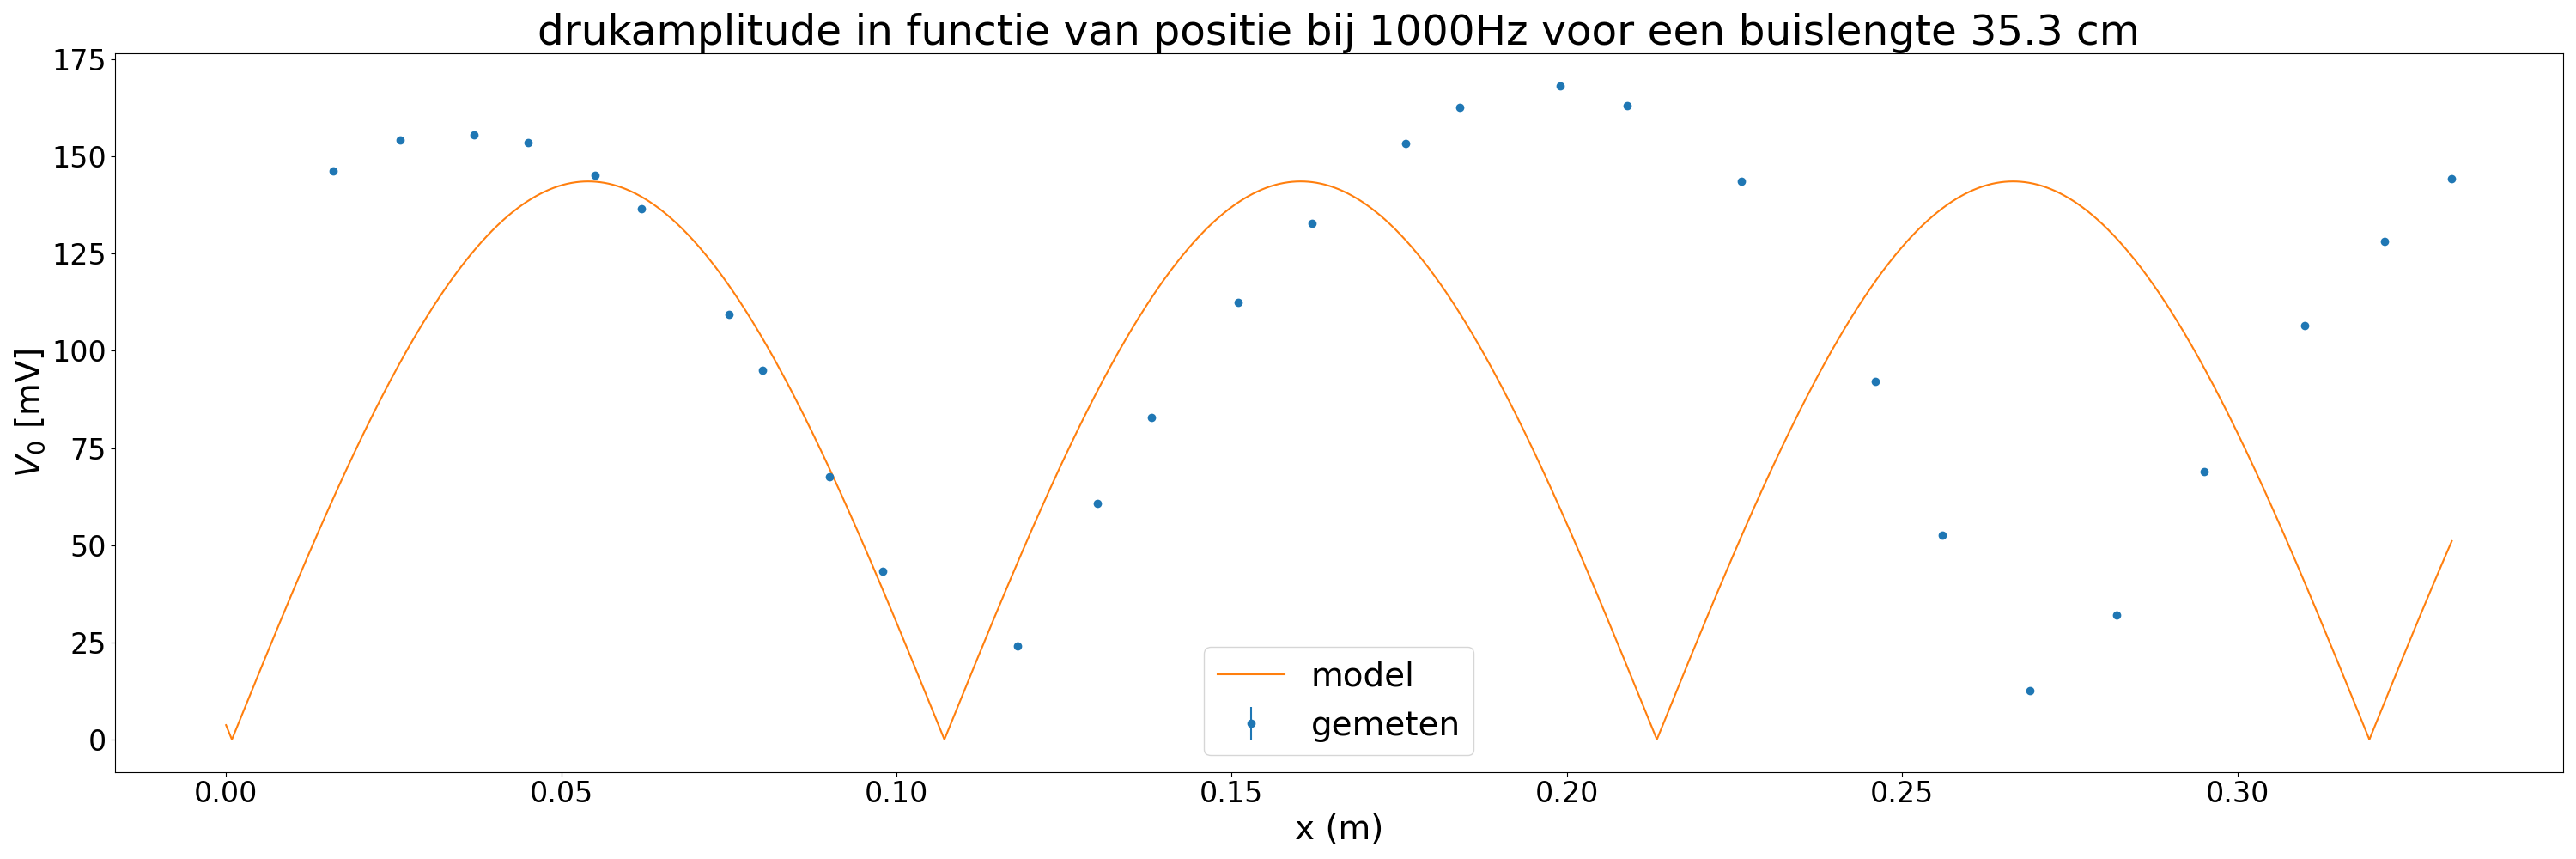 drukamplitude in functie van positie bij 1000Hz voor een buislengte 35.3 cm
175
150
125
100
75
50
25
0
V₀ [mV]
model
gemeten
0.00 0.05 0.10 0.15 0.20 0.25 0.30
x (m)